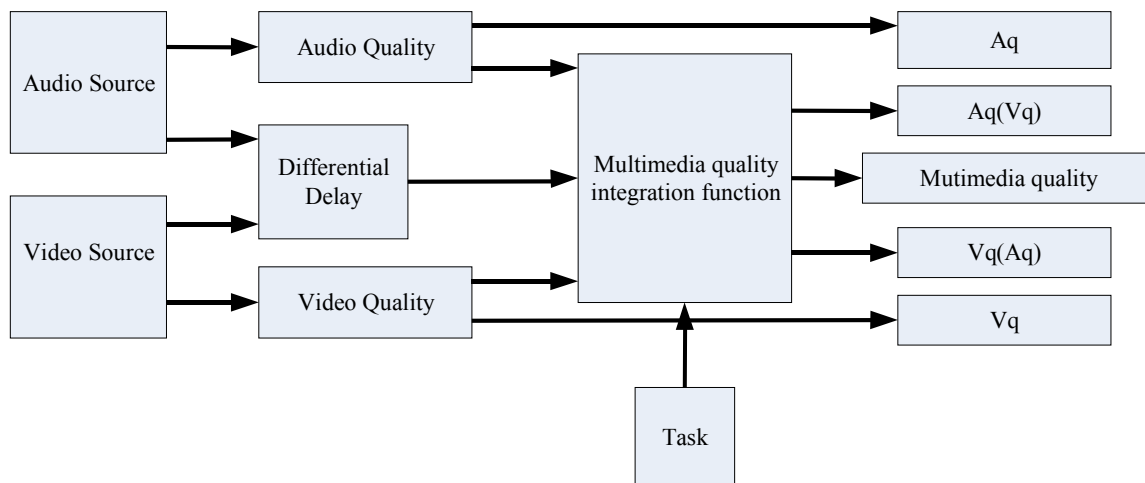 Audio Source
Audio Quality
Aq
Aq(Vq)
Differential
Delay
Multimedia quality
integration function
Mutimedia quality
Video Source
Video Quality
Vq(Aq)
Vq
Task